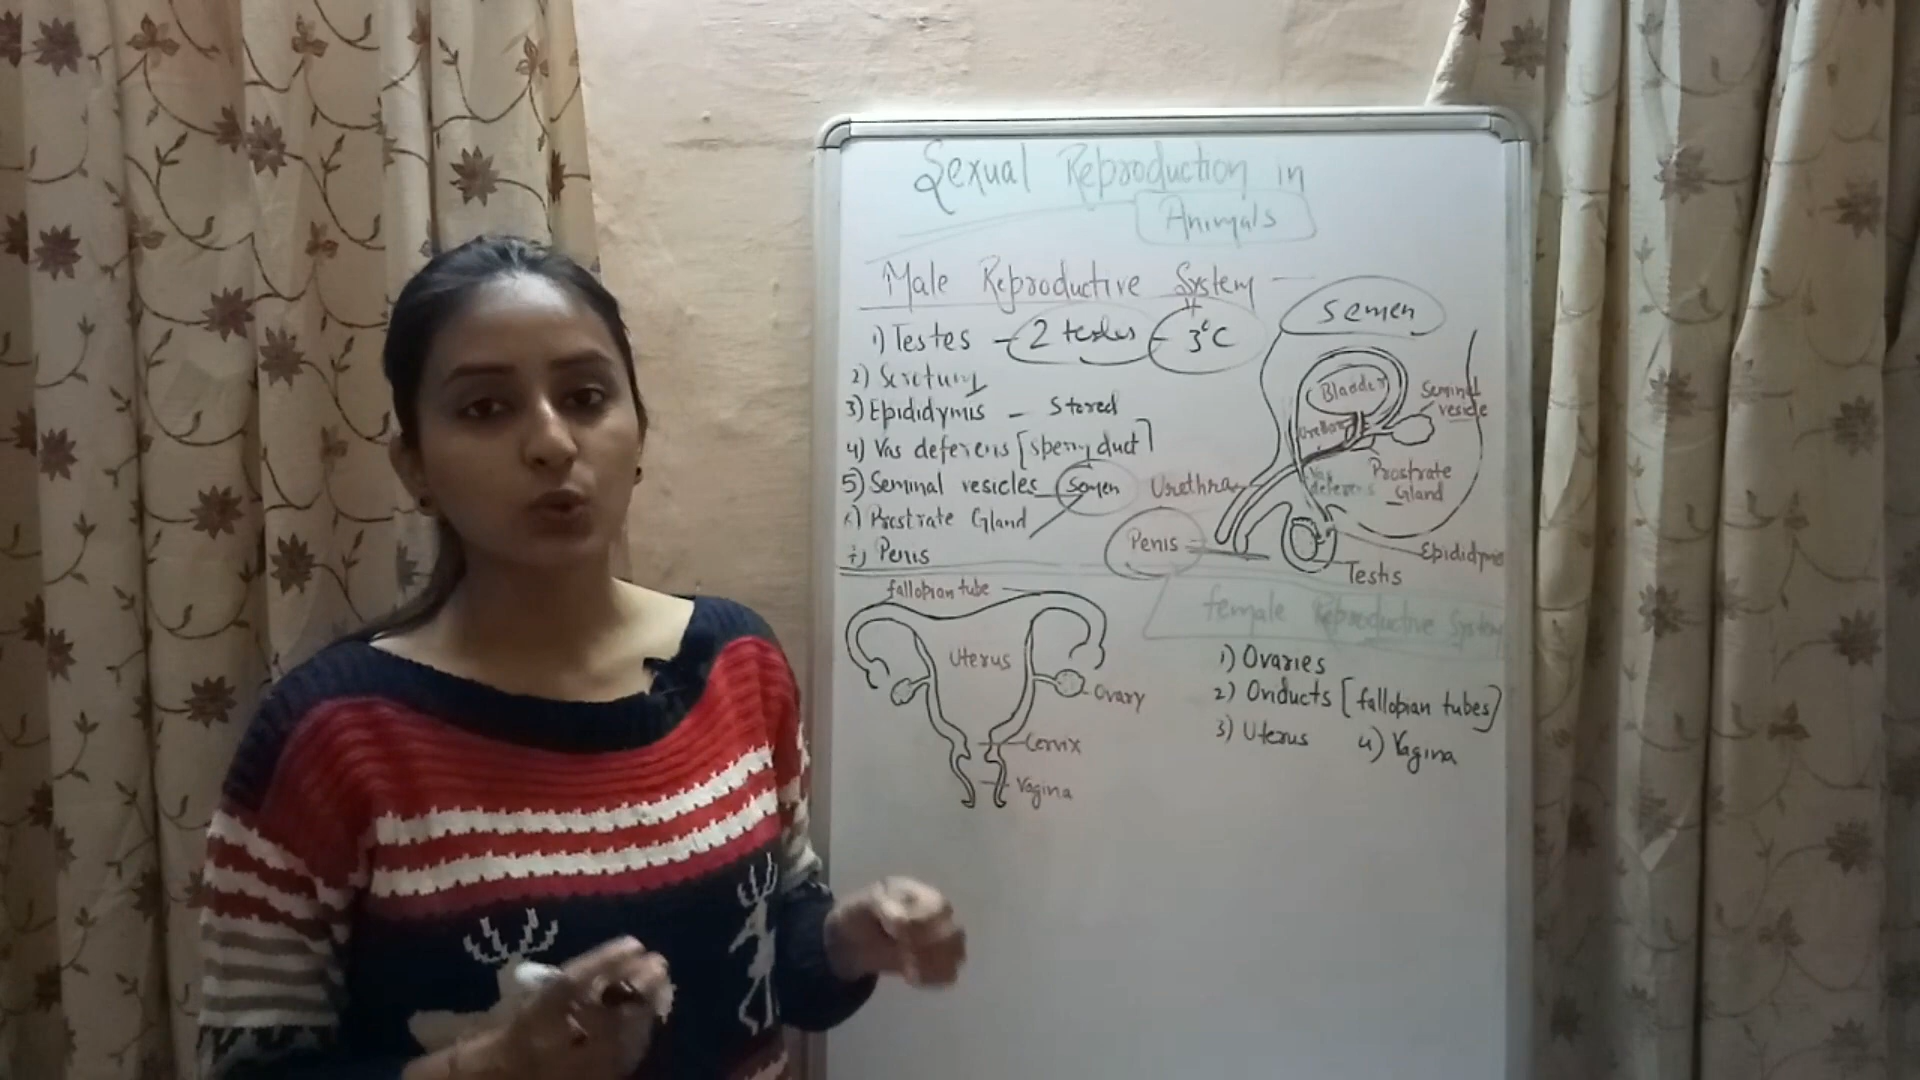 Sexual Reproduction in
Animals
Male Reproductive System
1) Testes - 2 testes - 3°C
2) Scrotum
3) Epididymis - Stored
4) Vas deferens [sperm duct]
5) Seminal vesicles Semen
6) Prostrate Gland
7) Penis
Semen
Bladder
Seminal
vesicle
Urethra
Vas
deferens
Prostrate
Gland
Urethra
Penis
Epididymis
Testis
fallopian tube
Uterus
Ovary
Cervix
Vagina
female Reproductive System
1) Ovaries
2) Oviducts [fallopian tubes]
3) Uterus 4) Vagina